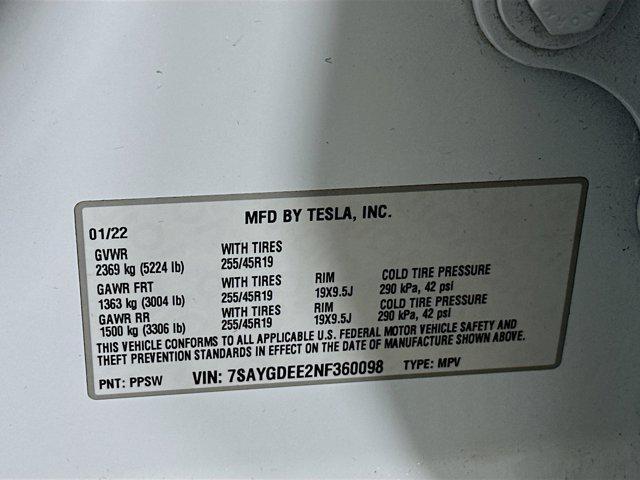 MFD BY TESLA, INC.
01/22
GVWR WITH TIRES
2369 kg (5224 lb) 255/45R19
GAWR FRT WITH TIRES RIM COLD TIRE PRESSURE
1363 kg (3004 lb) 255/45R19 19X9.5J 290 kPa, 42 psi
GAWR RR WITH TIRES RIM COLD TIRE PRESSURE
1500 kg (3306 lb) 255/45R19 19X9.5J 290 kPa, 42 psi
THIS VEHICLE CONFORMS TO ALL APPLICABLE U.S. FEDERAL MOTOR VEHICLE SAFETY AND
THEFT PREVENTION STANDARDS IN EFFECT ON THE DATE OF MANUFACTURE SHOWN ABOVE.
PNT: PPSW VIN: 7SAYGDEE2NF360098 TYPE: MPV